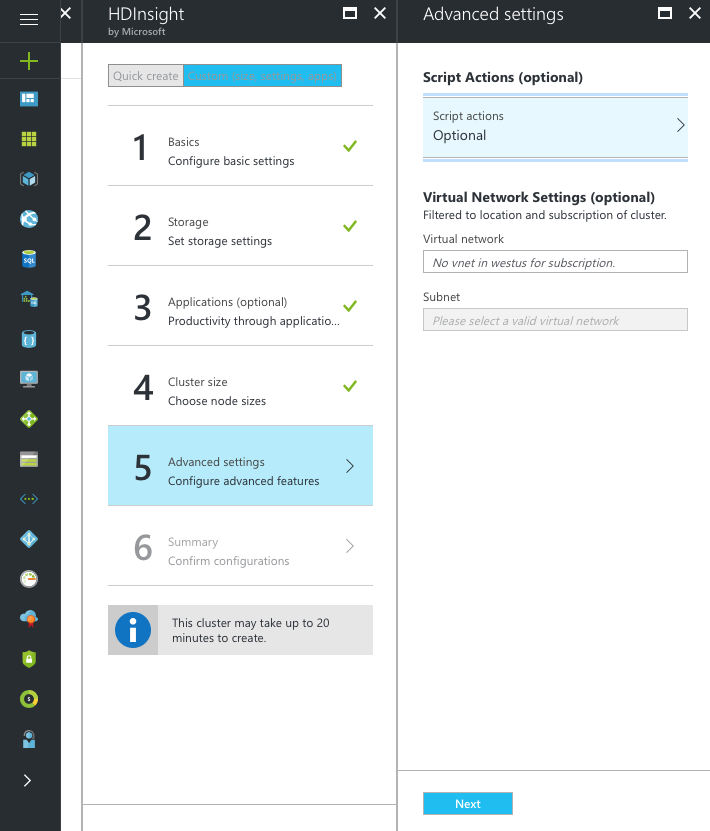 HDInsight
by Microsoft
Quick create
Custom (size, settings, apps)
1
Basics
Configure basic settings
2
Storage
Set storage settings
3
Applications (optional)
Productivity through applicatio...
4
Cluster size
Choose node sizes
5
Advanced settings
Configure advanced features
6
Summary
Confirm configurations
This cluster may take up to 20
minutes to create.
Advanced settings
Script Actions (optional)
Script actions
Optional
Virtual Network Settings (optional)
Filtered to location and subscription of cluster.
Virtual network
No vnet in westus for subscription.
Subnet
Please select a valid virtual network
Next
SQL